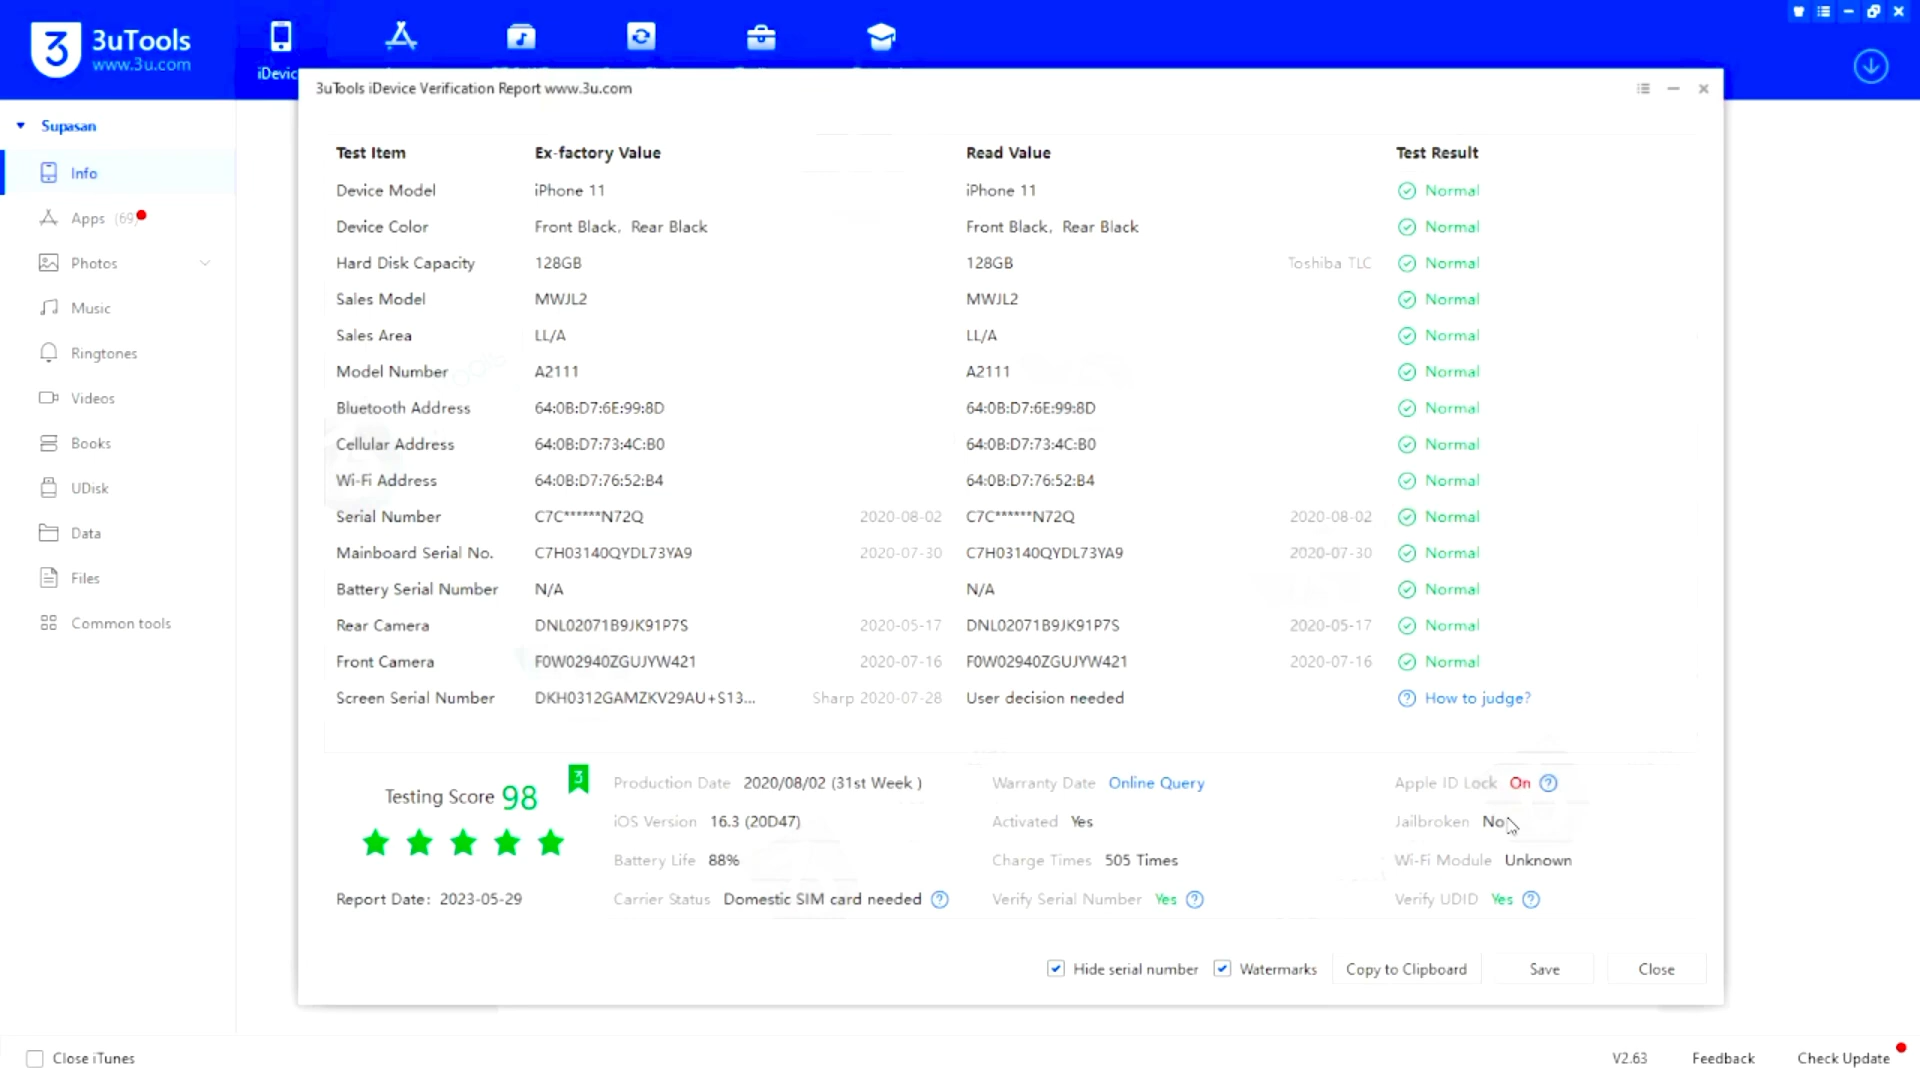 3uTools
www.3u.com
iDevic
3uTools iDevice Verification Report www.3u.com
Supasan
Info
Apps (69)
Photos
Music
Ringtones
Videos
Books
UDisk
Data
Files
Common tools
Test Item Ex-factory Value Read Value Test Result
Device Model iPhone 11 iPhone 11 Normal
Device Color Front Black, Rear Black Front Black, Rear Black Normal
Hard Disk Capacity 128GB 128GB Toshiba TLC Normal
Sales Model MWJL2 MWJL2 Normal
Sales Area LL/A LL/A Normal
Model Number A2111 A2111 Normal
Bluetooth Address 64:0B:D7:6E:99:8D 64:0B:D7:6E:99:8D Normal
Cellular Address 64:0B:D7:73:4C:B0 64:0B:D7:73:4C:B0 Normal
Wi-Fi Address 64:0B:D7:76:52:B4 64:0B:D7:76:52:B4 Normal
Serial Number C7C******N72Q 2020-08-02 C7C******N72Q 2020-08-02 Normal
Mainboard Serial No. C7H03140QYDL73YA9 2020-07-30 C7H03140QYDL73YA9 2020-07-30 Normal
Battery Serial Number N/A N/A Normal
Rear Camera DNL02071B9JK91P7S 2020-05-17 DNL02071B9JK91P7S 2020-05-17 Normal
Front Camera F0W02940ZGUJYW421 2020-07-16 F0W02940ZGUJYW421 2020-07-16 Normal
Screen Serial Number DKH0312GAMZKV29AU+S13... Sharp 2020-07-28 User decision needed How to judge?
Testing Score 98
Report Date: 2023-05-29
Production Date 2020/08/02 (31st Week ) Warranty Date Online Query Apple ID Lock On
iOS Version 16.3 (20D47) Activated Yes Jailbroken No
Battery Life 88% Charge Times 505 Times Wi-Fi Module Unknown
Carrier Status Domestic SIM card needed Verify Serial Number Yes Verify UDID Yes
Hide serial number Watermarks Copy to Clipboard Save Close
Close iTunes V2.63 Feedback Check Update